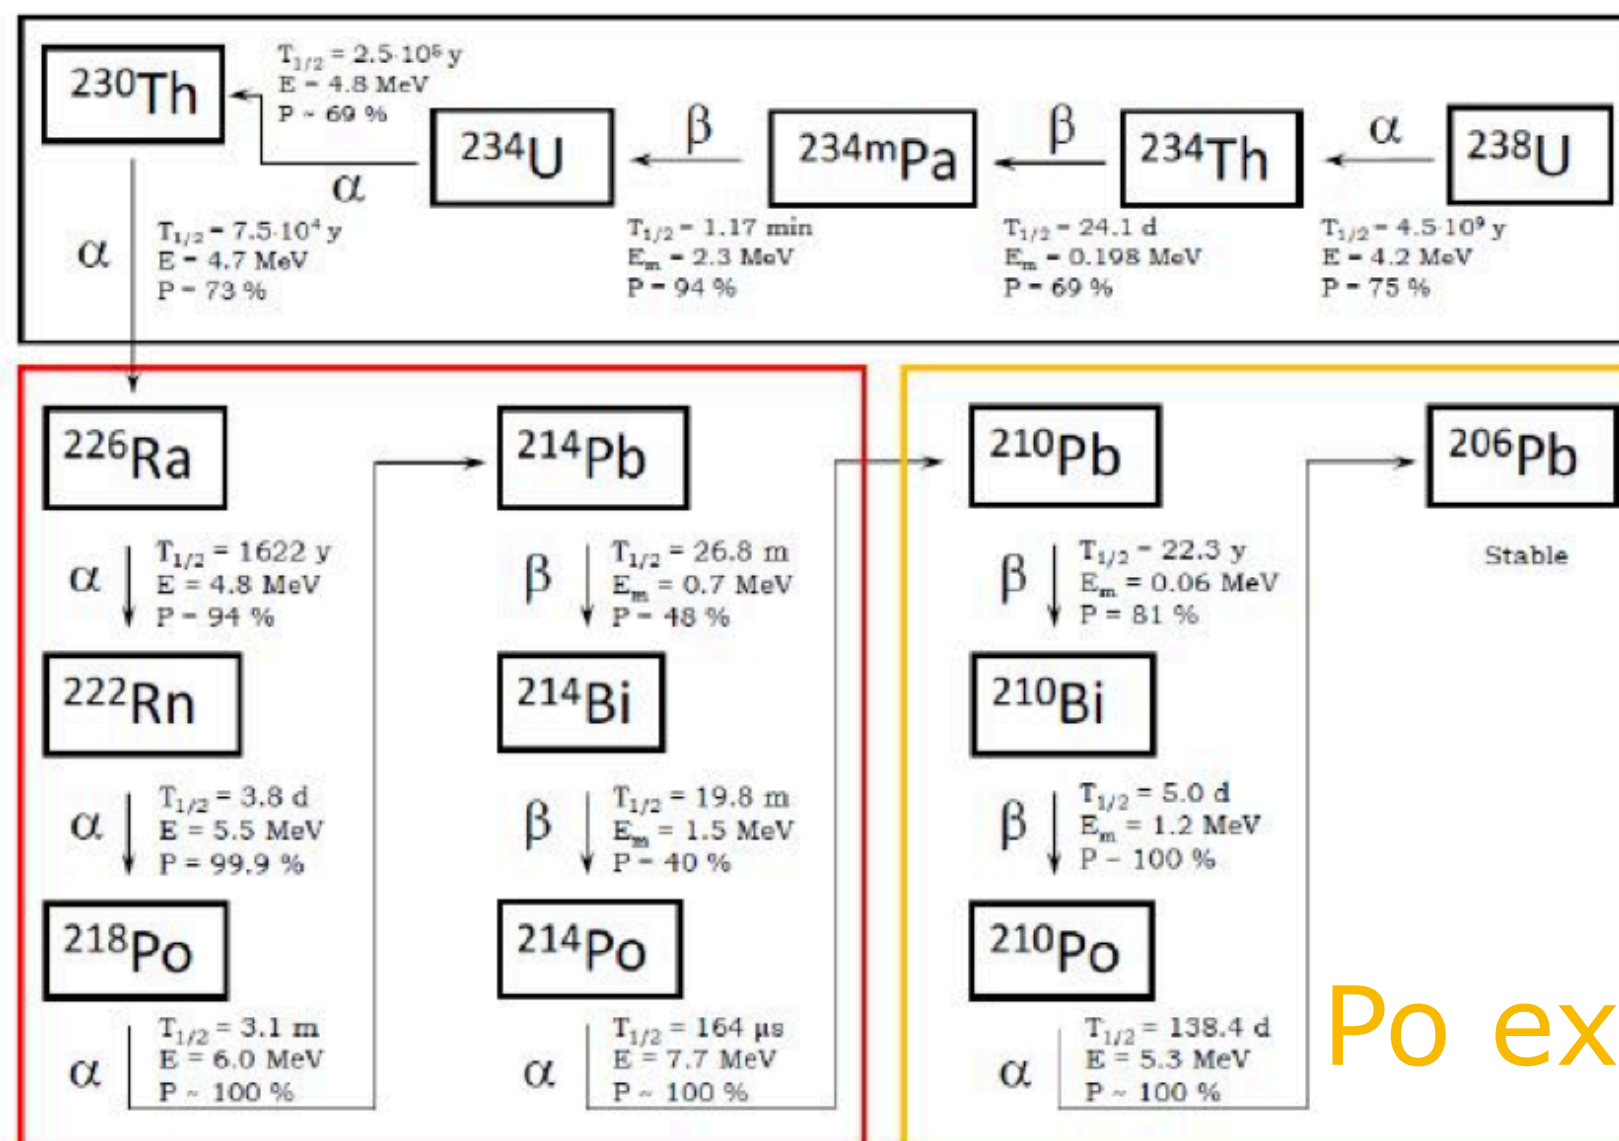 ²³⁰Th
T₁/₂ = 2.5·10⁵ y
E = 4.8 MeV
P ~ 69 %
α
²³⁴U
β
²³⁴ᵐPa
β
²³⁴Th
α
²³⁸U
α
T₁/₂ = 7.5·10⁴ y
E = 4.7 MeV
P = 73 %
T₁/₂ = 1.17 min
Eₘ = 2.3 MeV
P = 94 %
T₁/₂ = 24.1 d
Eₘ = 0.198 MeV
P = 69 %
T₁/₂ = 4.5·10⁹ y
E = 4.2 MeV
P = 75 %
²²⁶Ra
α
T₁/₂ = 1622 y
E = 4.8 MeV
P = 94 %
²²²Rn
α
T₁/₂ = 3.8 d
E = 5.5 MeV
P = 99.9 %
²¹⁸Po
α
T₁/₂ = 3.1 m
E = 6.0 MeV
P ~ 100 %
²¹⁴Pb
β
T₁/₂ = 26.8 m
Eₘ = 0.7 MeV
P = 48 %
²¹⁴Bi
β
T₁/₂ = 19.8 m
Eₘ = 1.5 MeV
P = 40 %
²¹⁴Po
α
T₁/₂ = 164 µs
E = 7.7 MeV
P ~ 100 %
²¹⁰Pb
β
T₁/₂ = 22.3 y
Eₘ = 0.06 MeV
P = 81 %
²¹⁰Bi
β
T₁/₂ = 5.0 d
Eₘ = 1.2 MeV
P ~ 100 %
²¹⁰Po
α
T₁/₂ = 138.4 d
E = 5.3 MeV
P ~ 100 %
²⁰⁶Pb
Stable
Po ex